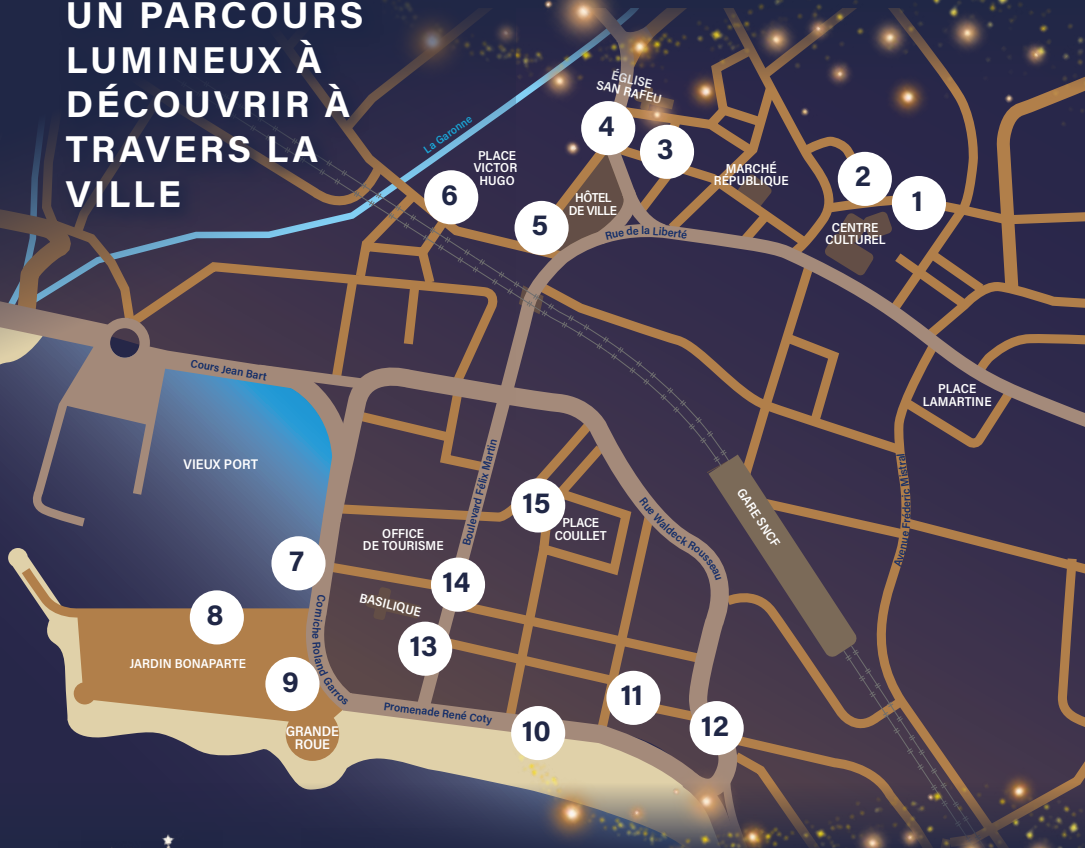 UN PARCOURS
LUMINEUX À
DÉCOUVRIR À
TRAVERS LA
VILLE
ÉGLISE
SAN RAFEU
La Garonne
4
3
PLACE
VICTOR
HUGO
MARCHÉ
RÉPUBLIQUE
2
1
6
HÔTEL
DE VILLE
5
Rue de la Liberté
CENTRE
CULTUREL
Cours Jean Bart
PLACE
LAMARTINE
VIEUX PORT
Boulevard Félix Martin
Avenue Frédéric Mistral
GARE SNCF
15
PLACE
COULLET
Rue Waldeck Rousseau
OFFICE
DE TOURISME
7
14
BASILIQUE
8
Corniche Roland Garros
13
JARDIN BONAPARTE
9
11
Promenade René Coty
12
10
GRANDE
ROUE